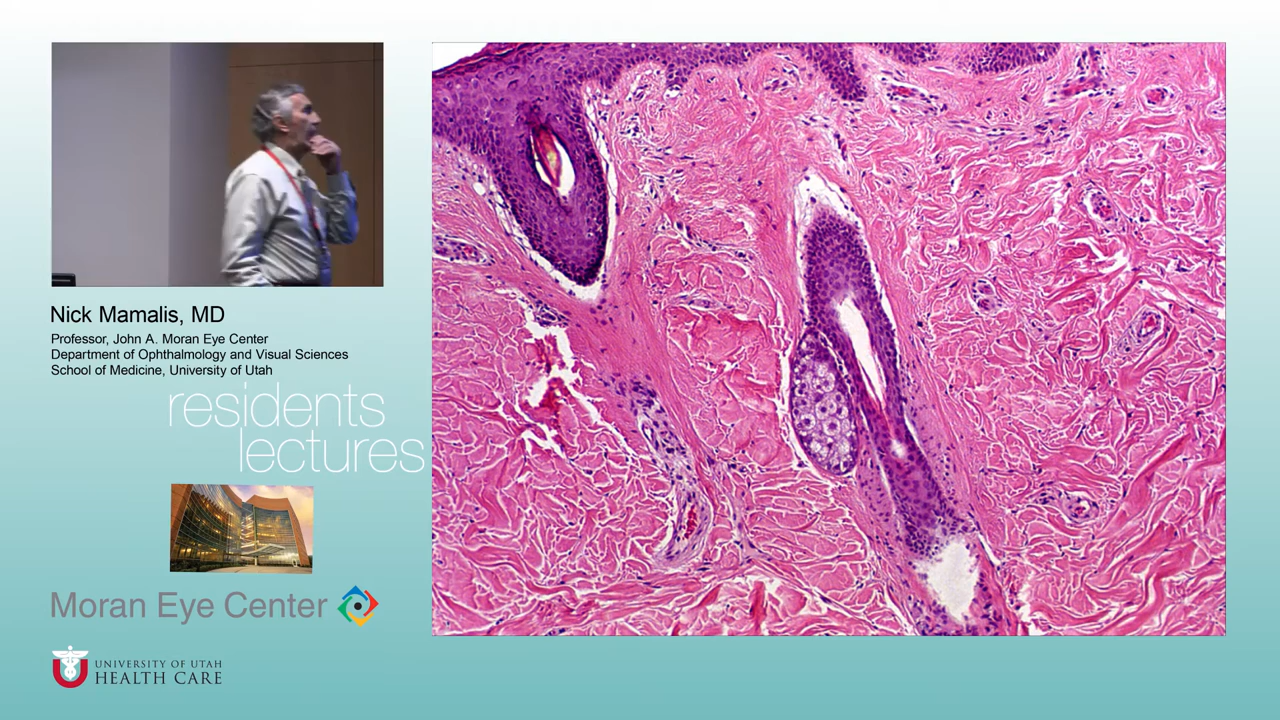 Nick Mamalis, MD
Professor, John A. Moran Eye Center
Department of Ophthalmology and Visual Sciences
School of Medicine, University of Utah
residents
lectures
Moran Eye Center
UNIVERSITY OF UTAH
HEALTH CARE